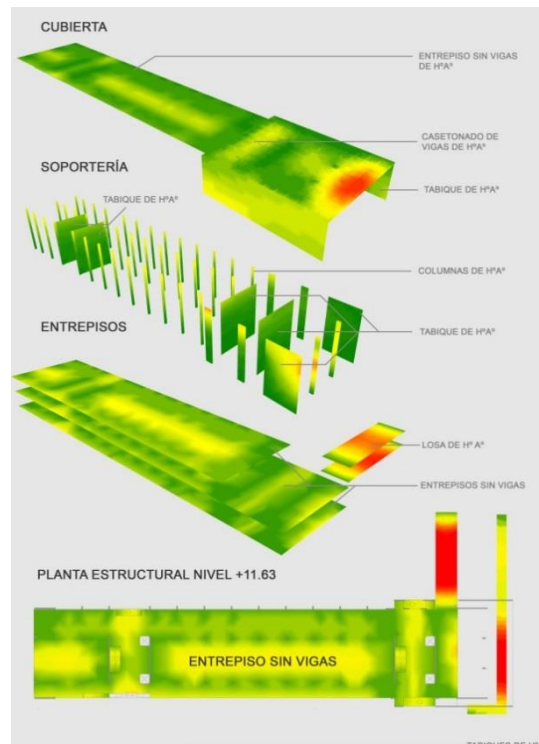 CUBIERTA
ENTREPISO SIN VIGAS
DE HºAº
CASETONADO DE
VIGAS DE HºAº
TABIQUE DE HºAº
SOPORTERÍA
TABIQUE DE HºAº
COLUMNAS DE HºAº
TABIQUE DE HºAº
ENTREPISOS
LOSA DE Hº Aº
ENTREPISOS SIN VIGAS
PLANTA ESTRUCTURAL NIVEL +11.63
ENTREPISO SIN VIGAS